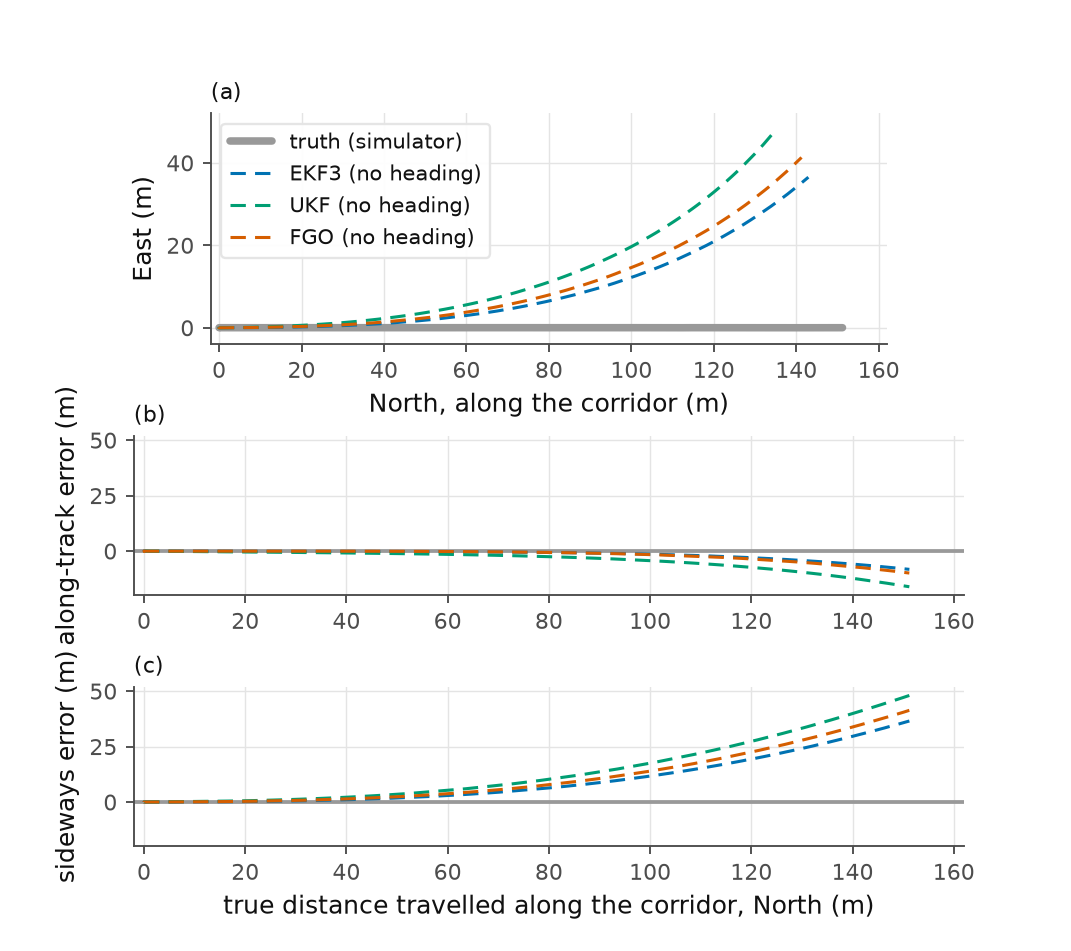 (a)
truth (simulator)
EKF3 (no heading)
UKF (no heading)
FGO (no heading)
East (m)
40
20
0
0 20 40 60 80 100 120 140 160
North, along the corridor (m)
(b)
along-track error (m)
50
25
0
0 20 40 60 80 100 120 140 160
(c)
sideways error (m)
50
25
0
0 20 40 60 80 100 120 140 160
true distance travelled along the corridor, North (m)